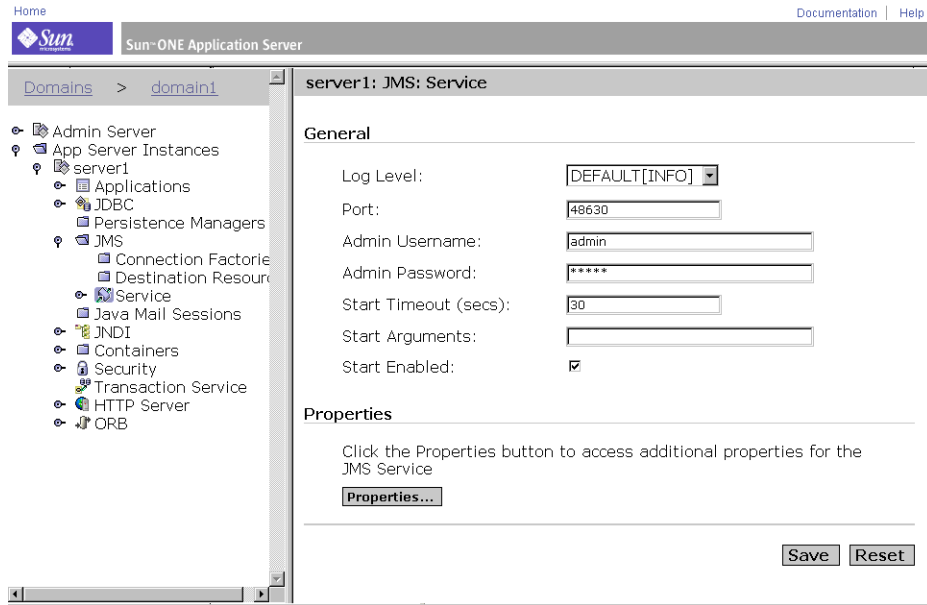 Home
Documentation | Help
Sun
microsystems
Sun™ ONE Application Server
Domains > domain1
Admin Server
App Server Instances
server1
Applications
JDBC
Persistence Managers
JMS
Connection Factorie
Destination Resour
Service
Java Mail Sessions
JNDI
Containers
Security
Transaction Service
HTTP Server
ORB
server1: JMS: Service
General
Log Level: DEFAULT[INFO]
Port: 48630
Admin Username: admin
Admin Password: *****
Start Timeout (secs): 30
Start Arguments:
Start Enabled:
Properties
Click the Properties button to access additional properties for the
JMS Service
Properties...
Save Reset